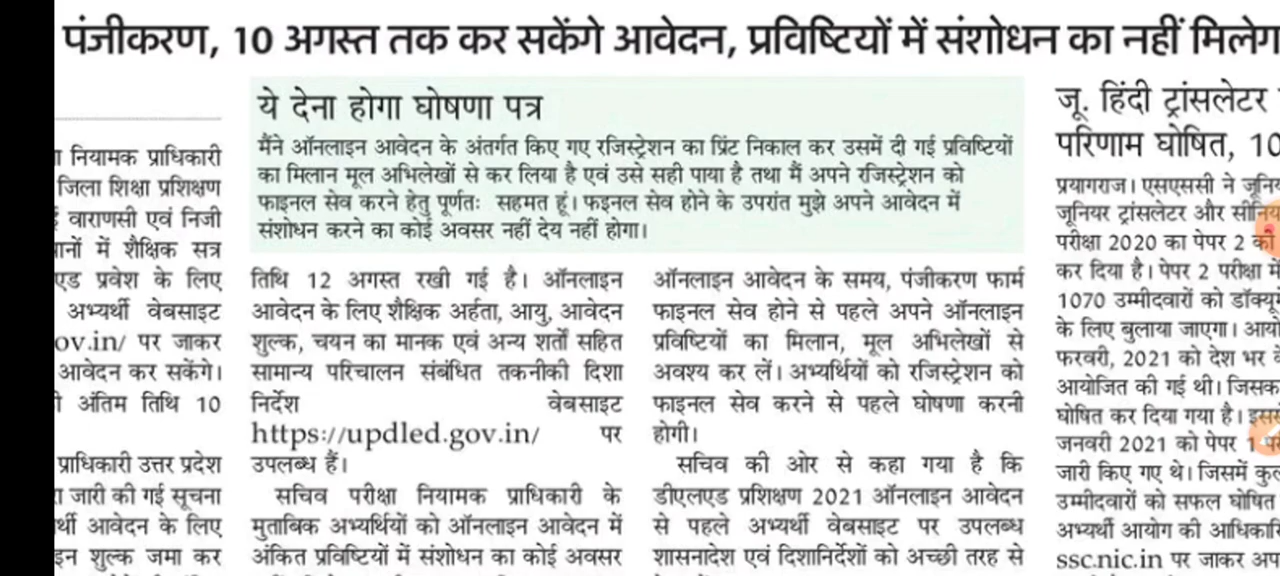 पंजीकरण, 10 अगस्त तक कर सकेंगे आवेदन, प्रविष्टियों में संशोधन का नहीं
नियामक प्राधिकारी
जिला शिक्षा प्रशिक्षण
वाराणसी एवं निजी
में शैक्षिक सत्र
प्रवेश के लिए
अभ्यर्थी वेबसाइट
ov.in/ पर जाकर
आवेदन कर सकेंगे।
अंतिम तिथि 10
प्राधिकारी उत्तर प्रदेश
जारी की गई सूचना
आवेदन के लिए
शुल्क जमा कर
ये देना होगा घोषणा पत्र
मैंने ऑनलाइन आवेदन के अंतर्गत किए गए रजिस्ट्रेशन का प्रिंट निकाल कर उसमें दी गई प्रविष्टियों
का मिलान मूल अभिलेखों से कर लिया है एवं उसे सही पाया है तथा मैं अपने रजिस्ट्रेशन को
फाइनल सेव करने हेतु पूर्णतः सहमत हूं। फइनल सेव होने के उपरांत मुझे अपने आवेदन में
संशोधन करने का कोई अवसर नहीं देय नहीं होगा।
तिथि 12 अगस्त रखी गई है। ऑनलाइन
आवेदन के लिए शैक्षिक अर्हता, आयु, आवेदन
शुल्क, चयन का मानक एवं अन्य शर्तों सहित
सामान्य परिचालन संबंधित तकनीकी दिशा
निर्देश वेबसाइट
https://updled.gov.in/ पर
उपलब्ध हैं।
सचिव परीक्षा नियामक प्राधिकारी के
मुताबिक अभ्यर्थियों को ऑनलाइन आवेदन में
अंकित प्रविष्टियों में संशोधन का कोई अवसर
ऑनलाइन आवेदन के समय, पंजीकरण फार्म
फाइनल सेव होने से पहले अपने ऑनलाइन
प्रविष्टियों का मिलान, मूल अभिलेखों से
अवश्य कर लें। अभ्यर्थियों को रजिस्ट्रेशन को
फाइनल सेव करने से पहले घोषणा करनी
होगी।
सचिव की ओर से कहा गया है कि
डीएलएड प्रशिक्षण 2021 ऑनलाइन आवेदन
से पहले अभ्यर्थी वेबसाइट पर उपलब्ध
शासनादेश एवं दिशानिर्देशों को अच्छी तरह से
जू. हिंदी ट्रांसलेटर
परिणाम घोषित, 10
प्रयागराज। एसएससी ने
जूनियर ट्रांसलेटर और
परीक्षा 2020 का पेपर 2 को
कर दिया है। पेपर 2 परीक्षा में
1070 उम्मीदवारों को
के लिए बुलाया जाएगा।
फरवरी, 2021 को देश भर
आयोजित की गई थी।
घोषित कर दिया गया है।
जनवरी 2021 को पेपर 1
जारी किए गए थे। जिसमें
उम्मीदवारों को सफल घोषित
अभ्यर्थी आयोग की
ssc.nic.in पर जाकर